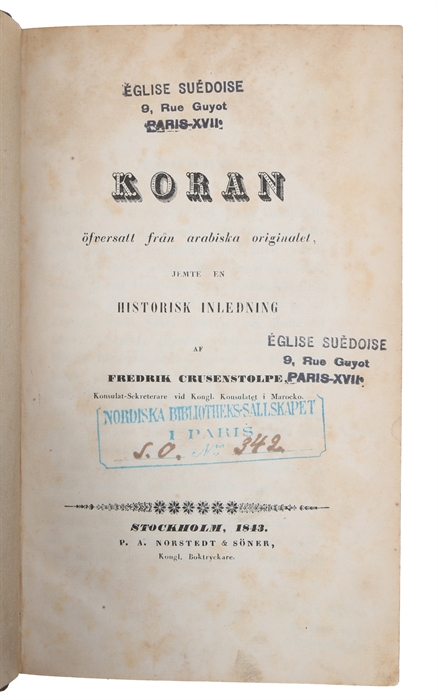 ÉGLISE SUÉDOISE
9, Rue Guyot
PARIS-XVIIe
KORAN
öfversatt från arabiska originalet,
JEMTE EN
HISTORISK INLEDNING
AF
FREDRIK CRUSENSTOLPE,
Konsulat-Sekreterare vid Kongl. Konsulatet i Marocko.
ÉGLISE SUÉDOISE
9, Rue Guyot
PARIS-XVIIe
NORDISKA BIBLIOTHEKS-SÄLLSKAPET
I PARIS
S.O. No 342.
STOCKHOLM, 1843.
P. A. NORSTEDT & SÖNER,
Kongl. Boktryckare.